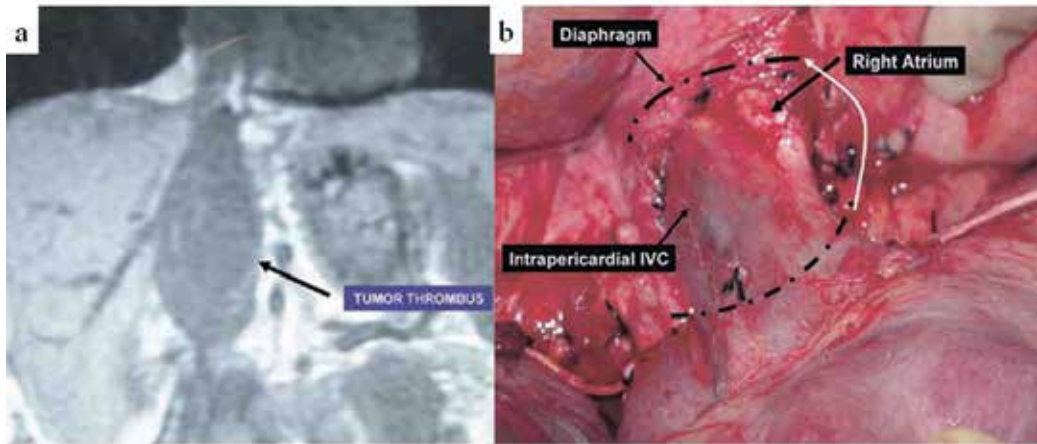 a
TUMOR THROMBUS
b
Diaphragm
Right Atrium
Intrapericardial IVC